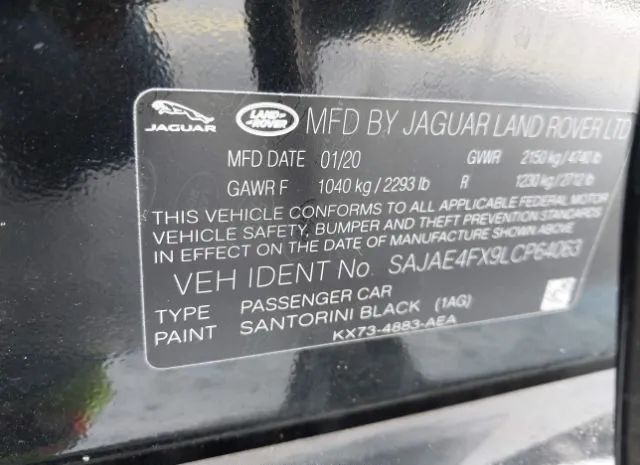 JAGUAR LAND-ROVER MFD BY JAGUAR LAND ROVER LTD
MFD DATE 01/20 GVWR 2150 kg / 4740 lb
GAWR F 1040 kg / 2293 lb R 1230 kg / 2712 lb
THIS VEHICLE CONFORMS TO ALL APPLICABLE FEDERAL MOTOR
VEHICLE SAFETY, BUMPER AND THEFT PREVENTION STANDARDS
IN EFFECT ON THE DATE OF MANUFACTURE SHOWN ABOVE
VEH IDENT No. SAJAE4FX9LCP64063
TYPE PASSENGER CAR
PAINT SANTORINI BLACK (1AG)
KX73-4883-AEA